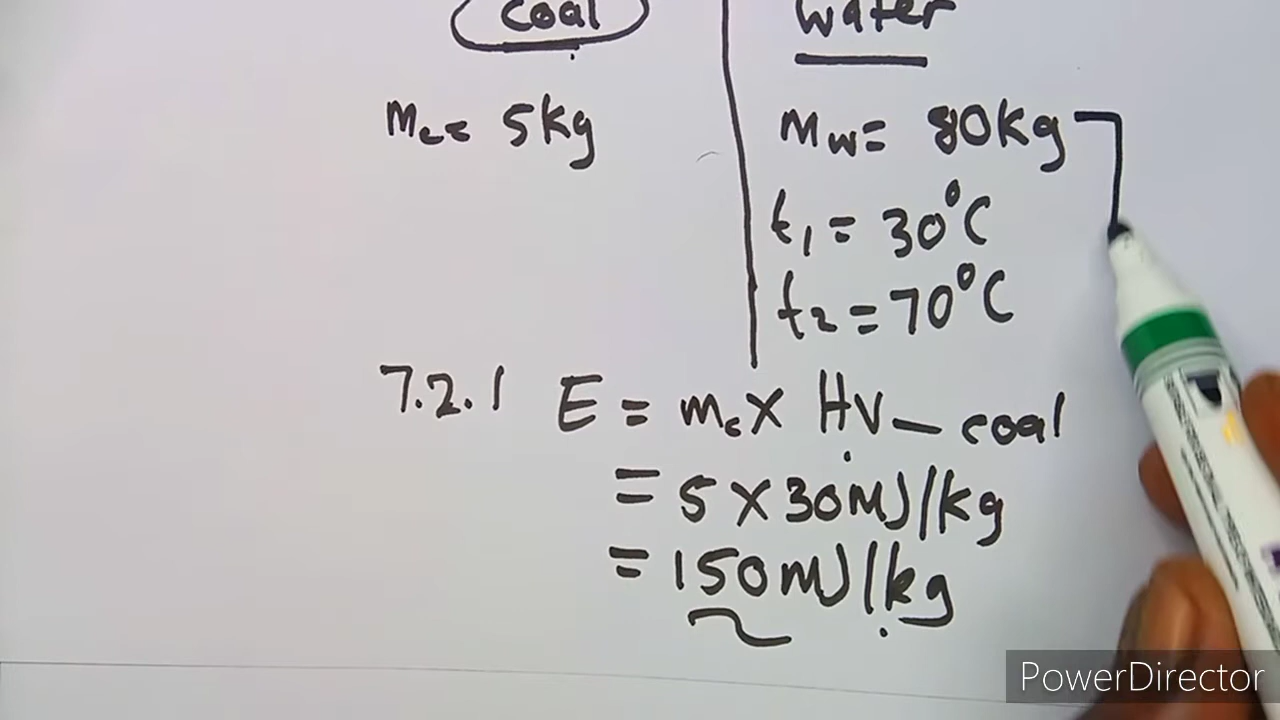 coal
water
mc= 5kg
mw= 80kg
t1 = 30°C
t2 = 70°C
7.2.1 E = mc x HV - coal
= 5 x 30MJ/kg
= 150MJ/kg
PowerDirector